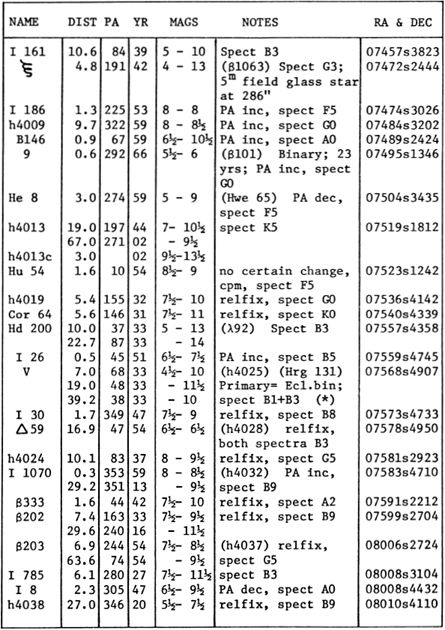 NAME DIST PA YR MAGS NOTES RA & DEC
I 161 10.6 84 39 5 - 10 Spect B3 07457s3823
ξ 4.8 191 42 4 - 13 (β1063) Spect G3; 07472s2444
5ᵐ field glass star
at 286"
I 186 1.3 225 53 8 - 8 PA inc, spect F5 07474s3026
h4009 9.7 322 59 8 - 8½ PA inc, spect G0 07484s3202
B146 0.9 67 59 6½- 10½ PA inc, spect A0 07489s2424
9 0.6 292 66 5½- 6 (β101) Binary; 23 07495s1346
yrs; PA inc, spect
G0
He 8 3.0 274 59 5 - 9 (Hwe 65) PA dec, 07504s3435
spect F5
h4013 19.0 197 44 7- 10½ spect K5 07519s1812
67.0 271 02 - 9½
h4013c 3.0 02 9½-13½
Hu 54 1.6 10 54 8½- 9 no certain change, 07523s1242
cpm, spect F5
h4019 5.4 155 32 7½- 10 relfix, spect G0 07536s4142
Cor 64 5.6 146 31 7½- 11 relfix, spect K0 07540s4339
Hd 200 10.0 37 33 5 - 13 (λ92) Spect B3 07557s4358
22.7 87 33 - 14
I 26 0.5 45 51 6½- 7½ PA inc, spect B5 07559s4745
V 7.0 68 33 4½- 10 (h4025) (Hrg 131) 07568s4907
19.0 48 33 - 11½ Primary= Ecl.bin;
39.2 38 33 - 10 spect B1+B3 (*)
I 30 1.7 349 47 7½- 9 relfix, spect B8 07573s4733
Δ59 16.9 47 54 6½- 6½ (h4028) relfix, 07578s4950
both spectra B3
h4024 10.1 83 37 8 - 9½ relfix, spect G5 07581s2923
I 1070 0.3 353 59 8 - 8½ (h4032) PA inc, 07583s4710
29.2 351 13 - 9½ spect B9
β333 1.6 44 42 7½- 10 relfix, spect A2 07591s2212
β202 7.4 163 33 7½- 9½ relfix, spect B9 07599s2704
29.6 240 16 - 11½
β203 6.9 244 54 7½- 8½ (h4037) relfix, 08006s2724
63.6 74 54 - 9½ spect G5
I 785 6.1 280 27 7½- 11½ spect B3 08008s3104
I 8 2.3 305 47 6½- 9½ PA dec, spect A0 08008s4432
h4038 27.0 346 20 5½- 7½ relfix, spect B9 08010s4110